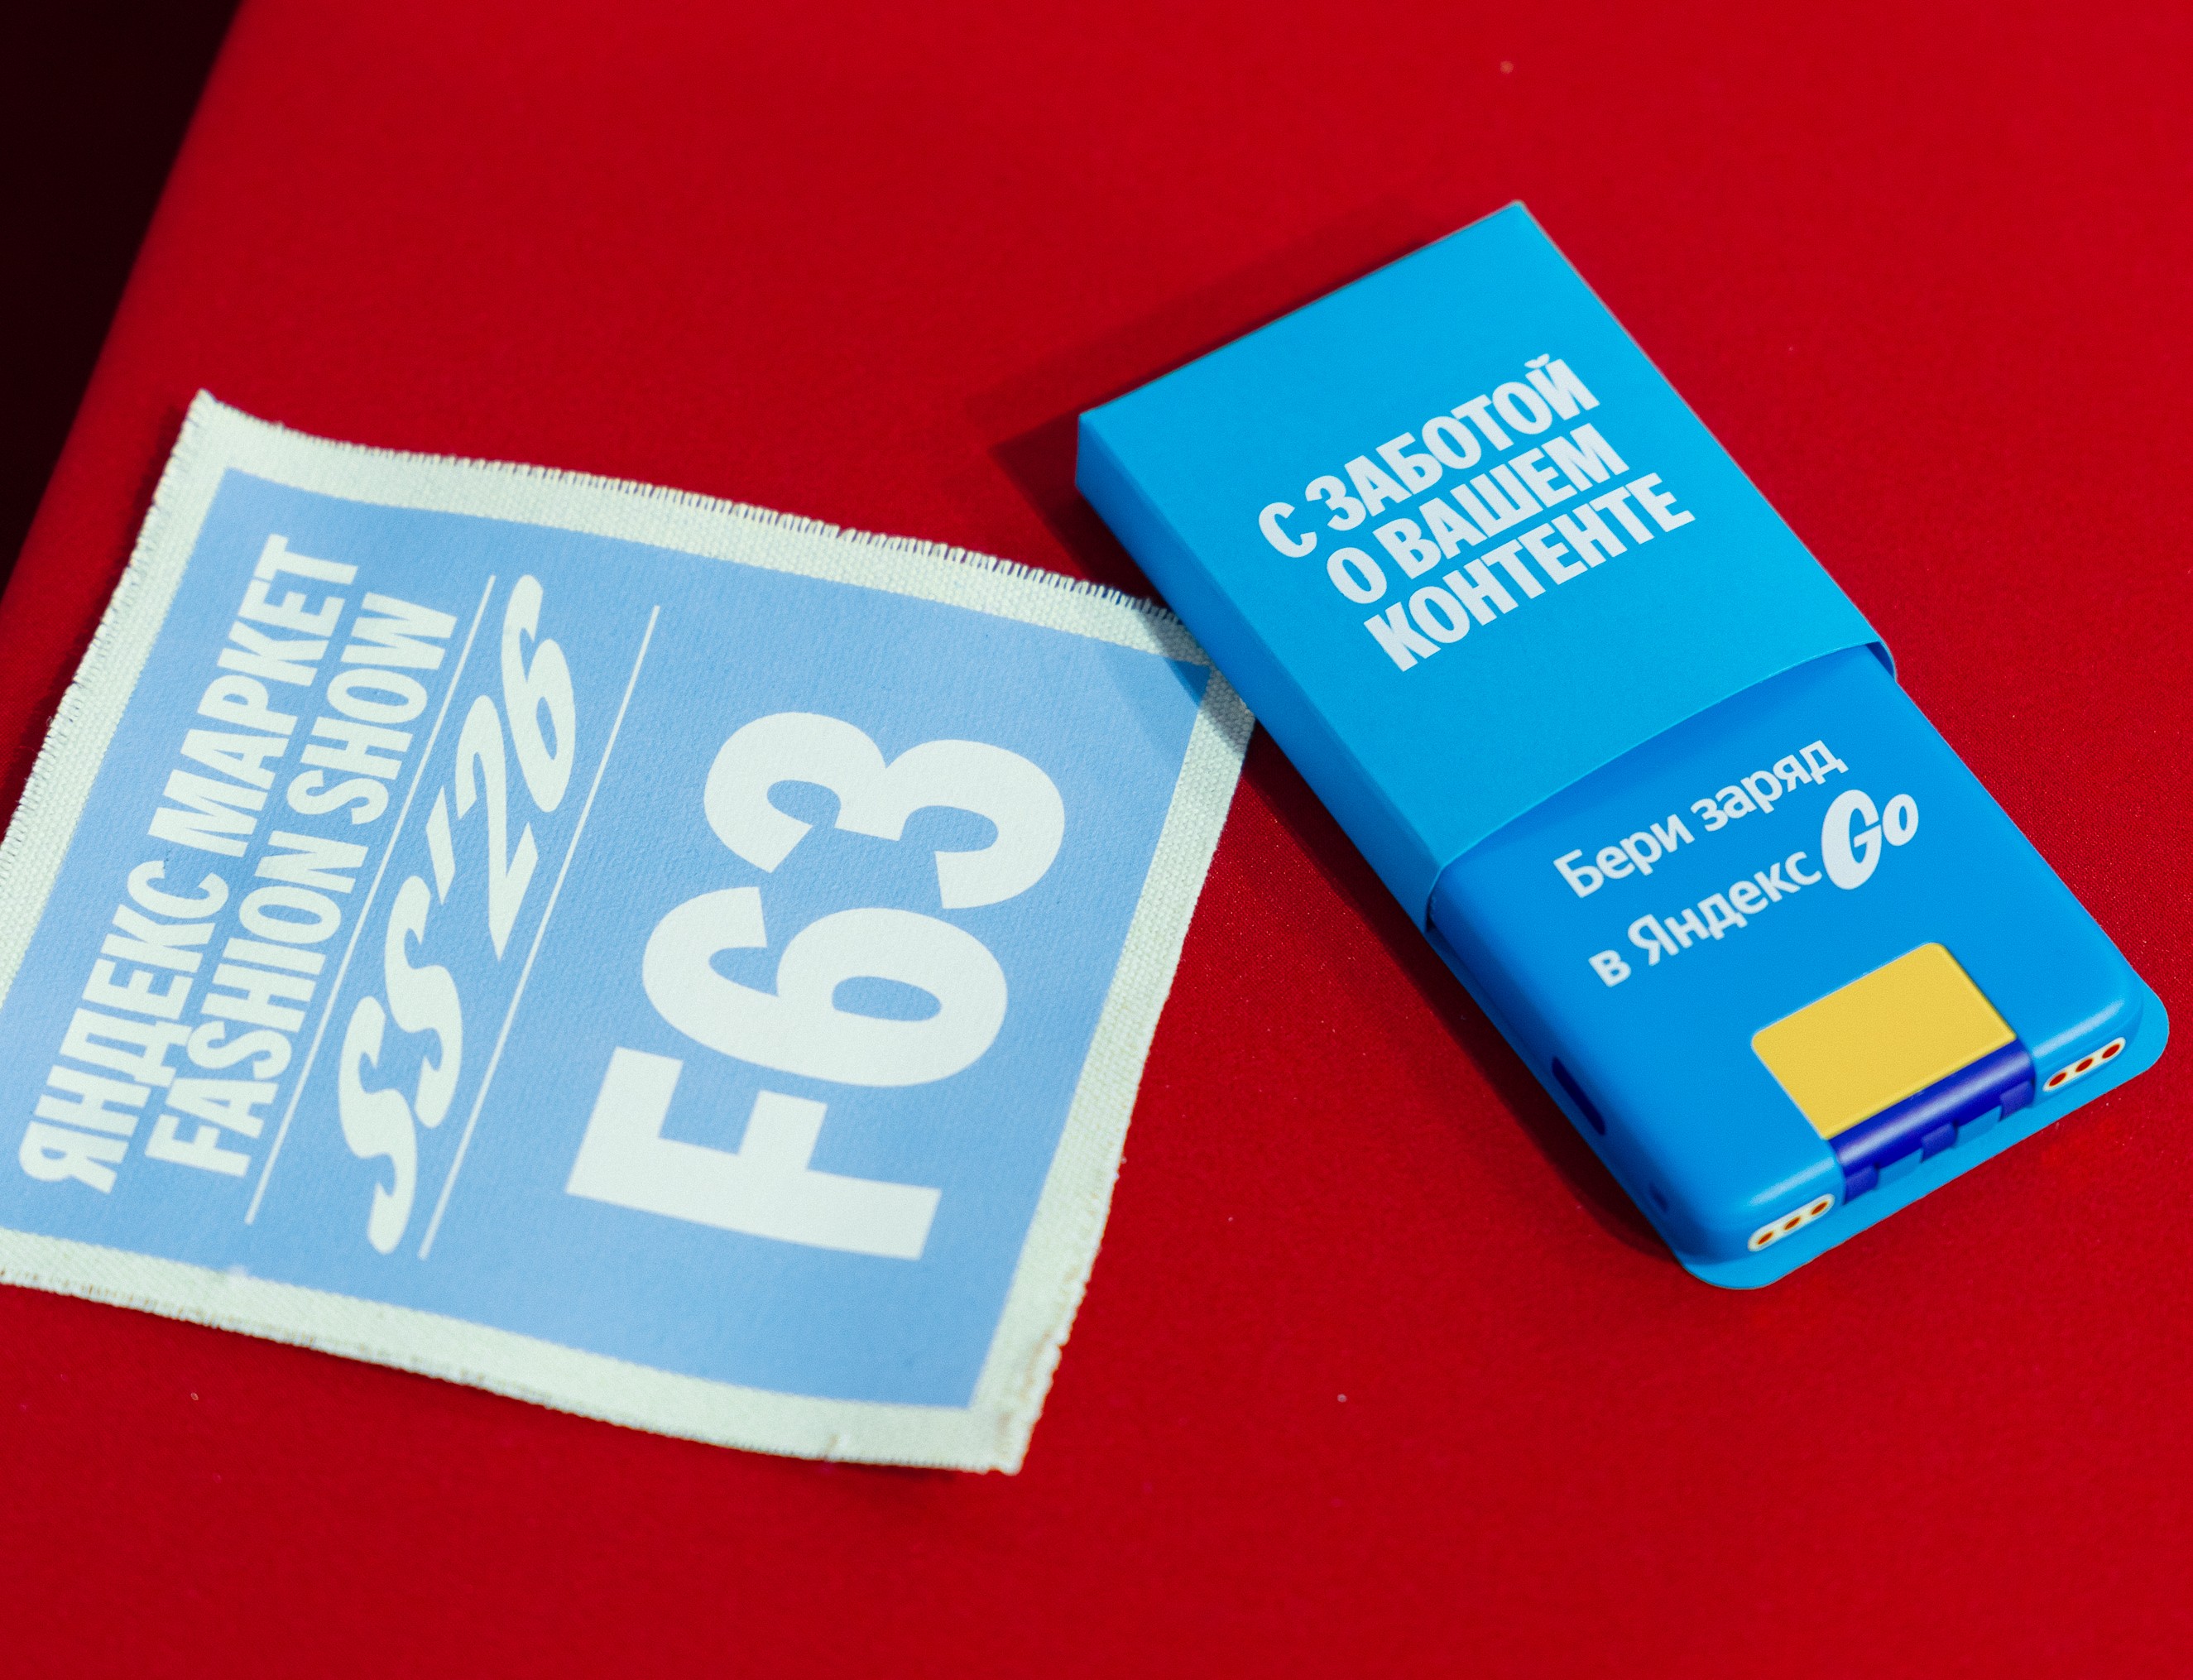 ЯНДЕКС МАРКЕТ
FASHION SHOW
SS'26
F63
С ЗАБОТОЙ
О ВАШЕМ
КОНТЕНТЕ
Бери заряд
в Яндекс Go